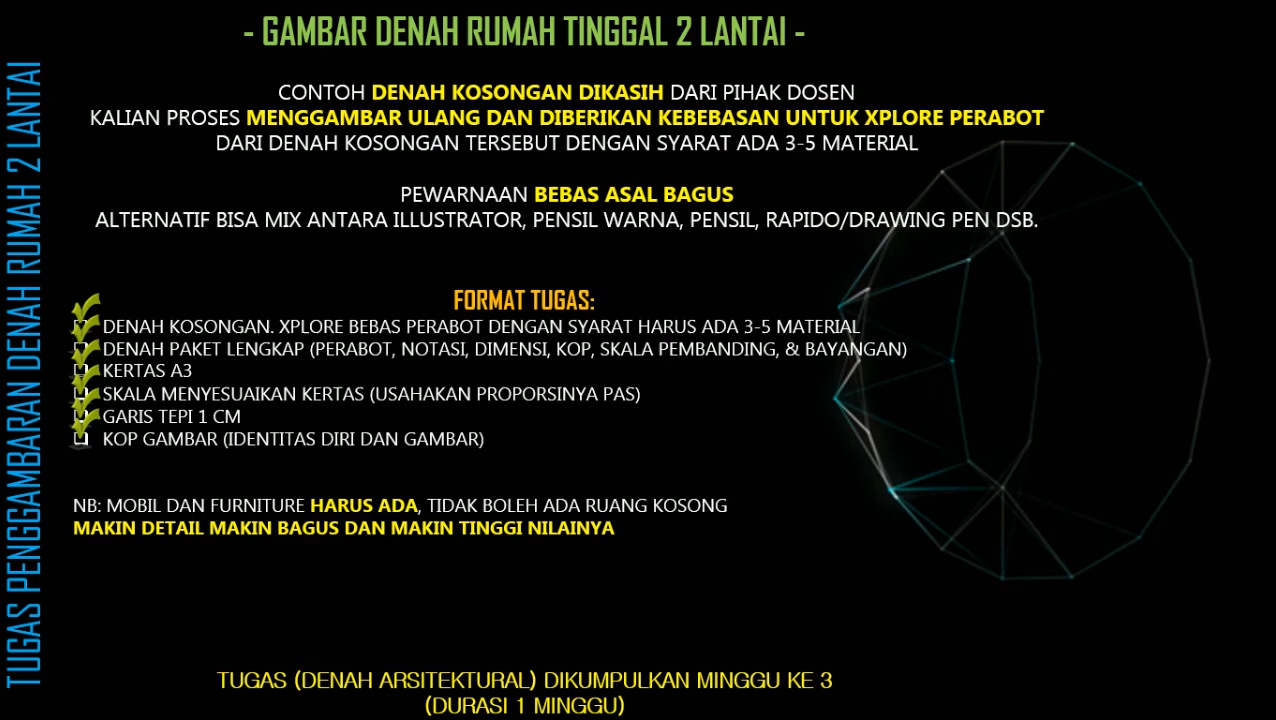 - GAMBAR DENAH RUMAH TINGGAL 2 LANTAI -
TUGAS PENGGAMBARAN DENAH RUMAH 2 LANTAI
CONTOH DENAH KOSONGAN DIKASIH DARI PIHAK DOSEN
KALIAN PROSES MENGGAMBAR ULANG DAN DIBERIKAN KEBEBASAN UNTUK XPLORE PERABOT
DARI DENAH KOSONGAN TERSEBUT DENGAN SYARAT ADA 3-5 MATERIAL
PEWARNAAN BEBAS ASAL BAGUS
ALTERNATIF BISA MIX ANTARA ILLUSTRATOR, PENSIL WARNA, PENSIL, RAPIDO/DRAWING PEN DSB.
FORMAT TUGAS:
DENAH KOSONGAN. XPLORE BEBAS PERABOT DENGAN SYARAT HARUS ADA 3-5 MATERIAL
DENAH PAKET LENGKAP (PERABOT, NOTASI, DIMENSI, KOP, SKALA PEMBANDING, & BAYANGAN)
KERTAS A3
SKALA MENYESUAIKAN KERTAS (USAHAKAN PROPORSINYA PAS)
GARIS TEPI 1 CM
KOP GAMBAR (IDENTITAS DIRI DAN GAMBAR)
NB: MOBIL DAN FURNITURE HARUS ADA, TIDAK BOLEH ADA RUANG KOSONG
MAKIN DETAIL MAKIN BAGUS DAN MAKIN TINGGI NILAINYA
TUGAS (DENAH ARSITEKTURAL) DIKUMPULKAN MINGGU KE 3
(DURASI 1 MINGGU)